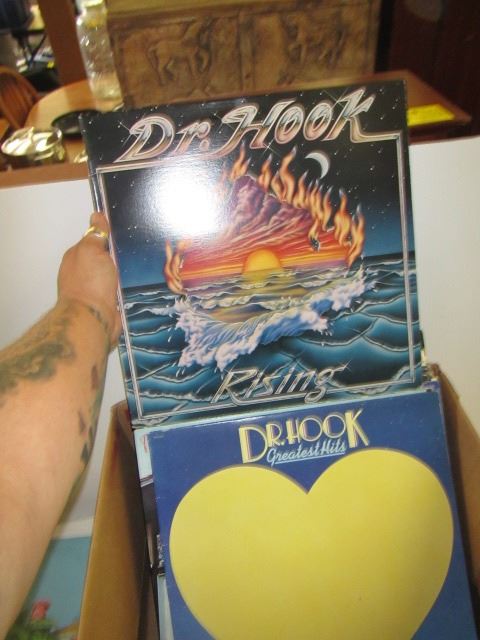 Dr. Hook
Rising
DR. HOOK
Greatest Hits